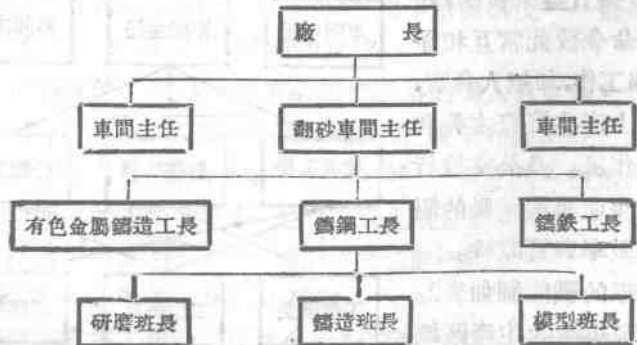 廠 長
車間主任 翻砂車間主任 車間主任
有色金屬鑄造工長 鑄鋼工長 鑄鉄工長
研磨班長 鑄造班長 模型班長